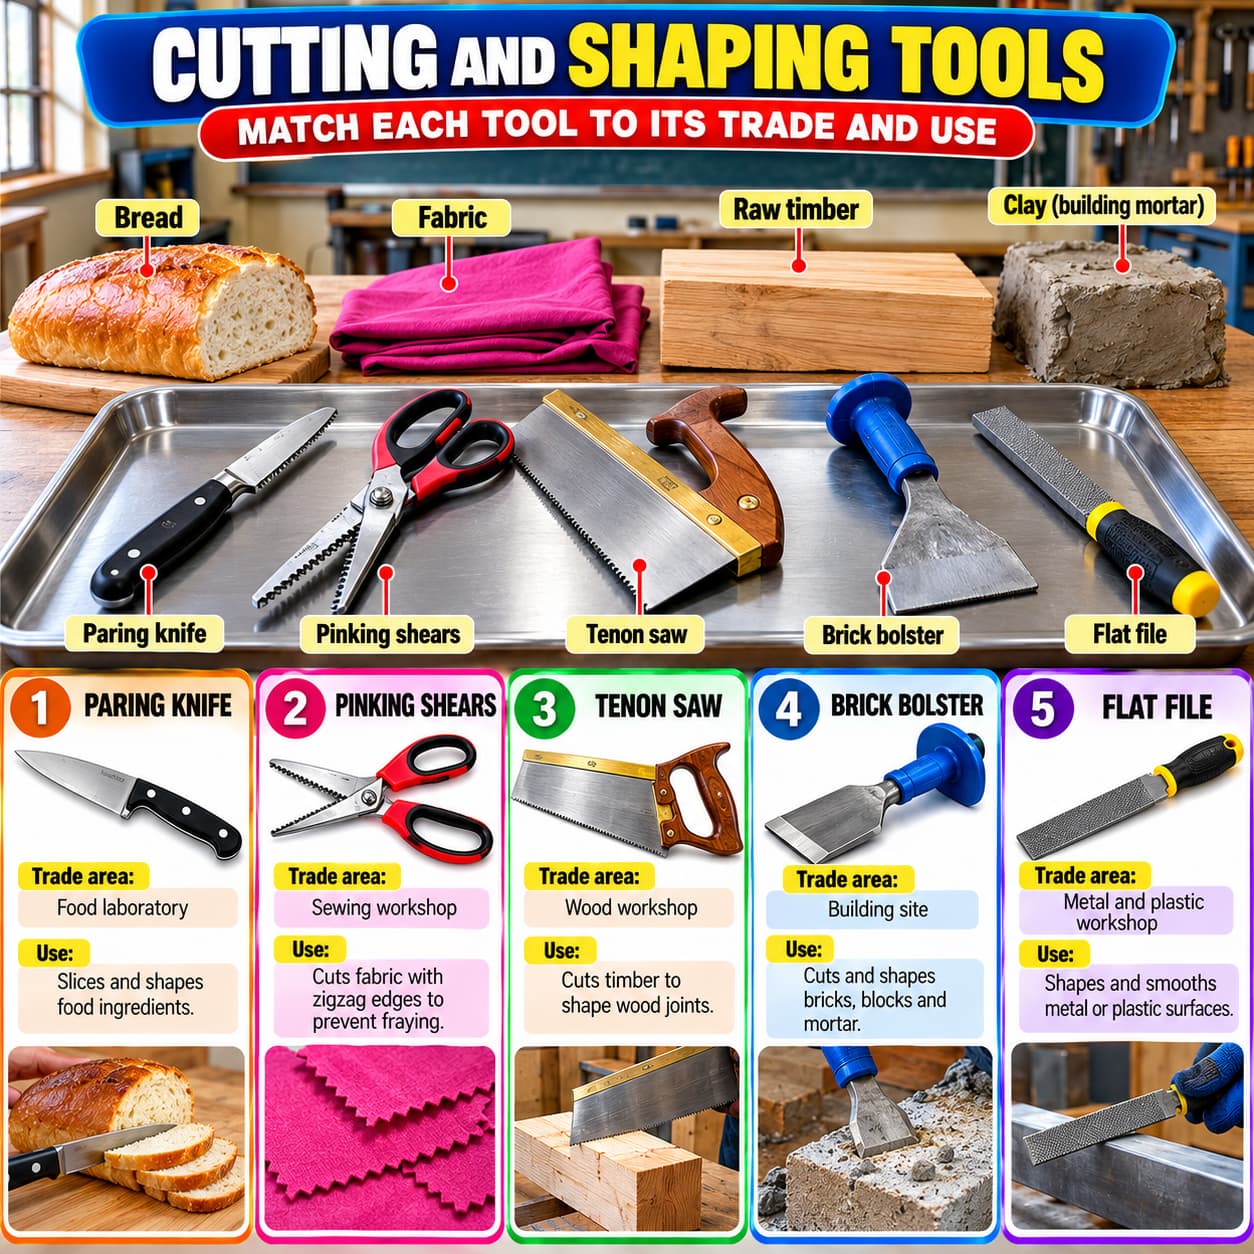 CUTTING AND SHAPING TOOLS
MATCH EACH TOOL TO ITS TRADE AND USE
Bread
Fabric
Raw timber
Clay (building mortar)
Paring knife
Pinking shears
Tenon saw
Brick bolster
Flat file
1 PARING KNIFE
Trade area:
Food laboratory
Use:
Slices and shapes
food ingredients.
2 PINKING SHEARS
Trade area:
Sewing workshop
Use:
Cuts fabric with
zigzag edges to
prevent fraying.
3 TENON SAW
Trade area:
Wood workshop
Use:
Cuts timber to
shape wood joints.
4 BRICK BOLSTER
Trade area:
Building site
Use:
Cuts and shapes
bricks, blocks and
mortar.
5 FLAT FILE
Trade area:
Metal and plastic
workshop
Use:
Shapes and smooths
metal or plastic surfaces.